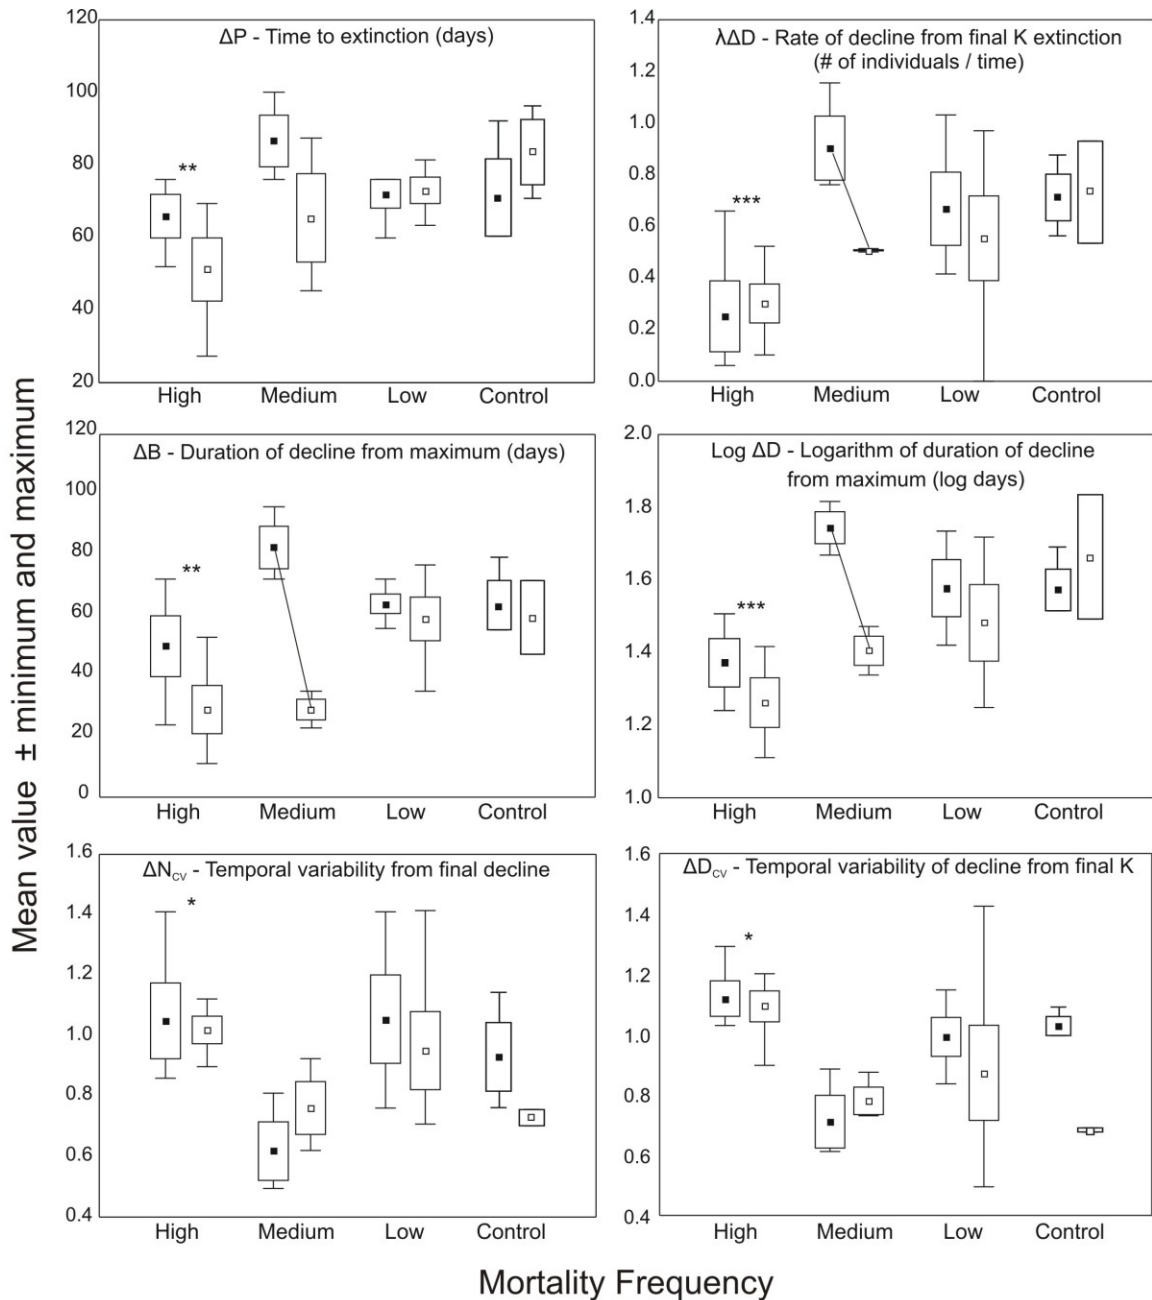 Mean value ± minimum and maximum
ΔP - Time to extinction (days)
120
100
80
60
40
20
**
High Medium Low Control
λΔD - Rate of decline from final K extinction
(# of individuals / time)
1.4
1.2
1.0
0.8
0.6
0.4
0.2
0.0
***
High Medium Low Control
ΔB - Duration of decline from maximum (days)
120
100
80
60
40
20
0
**
High Medium Low Control
Log ΔD - Logarithm of duration of decline
from maximum (log days)
2.0
1.8
1.6
1.4
1.2
1.0
***
High Medium Low Control
ΔNcv - Temporal variability from final decline
1.6
1.4
1.2
1.0
0.8
0.6
0.4
*
High Medium Low Control
ΔDcv - Temporal variability of decline from final K
1.6
1.4
1.2
1.0
0.8
0.6
0.4
*
High Medium Low Control
Mortality Frequency